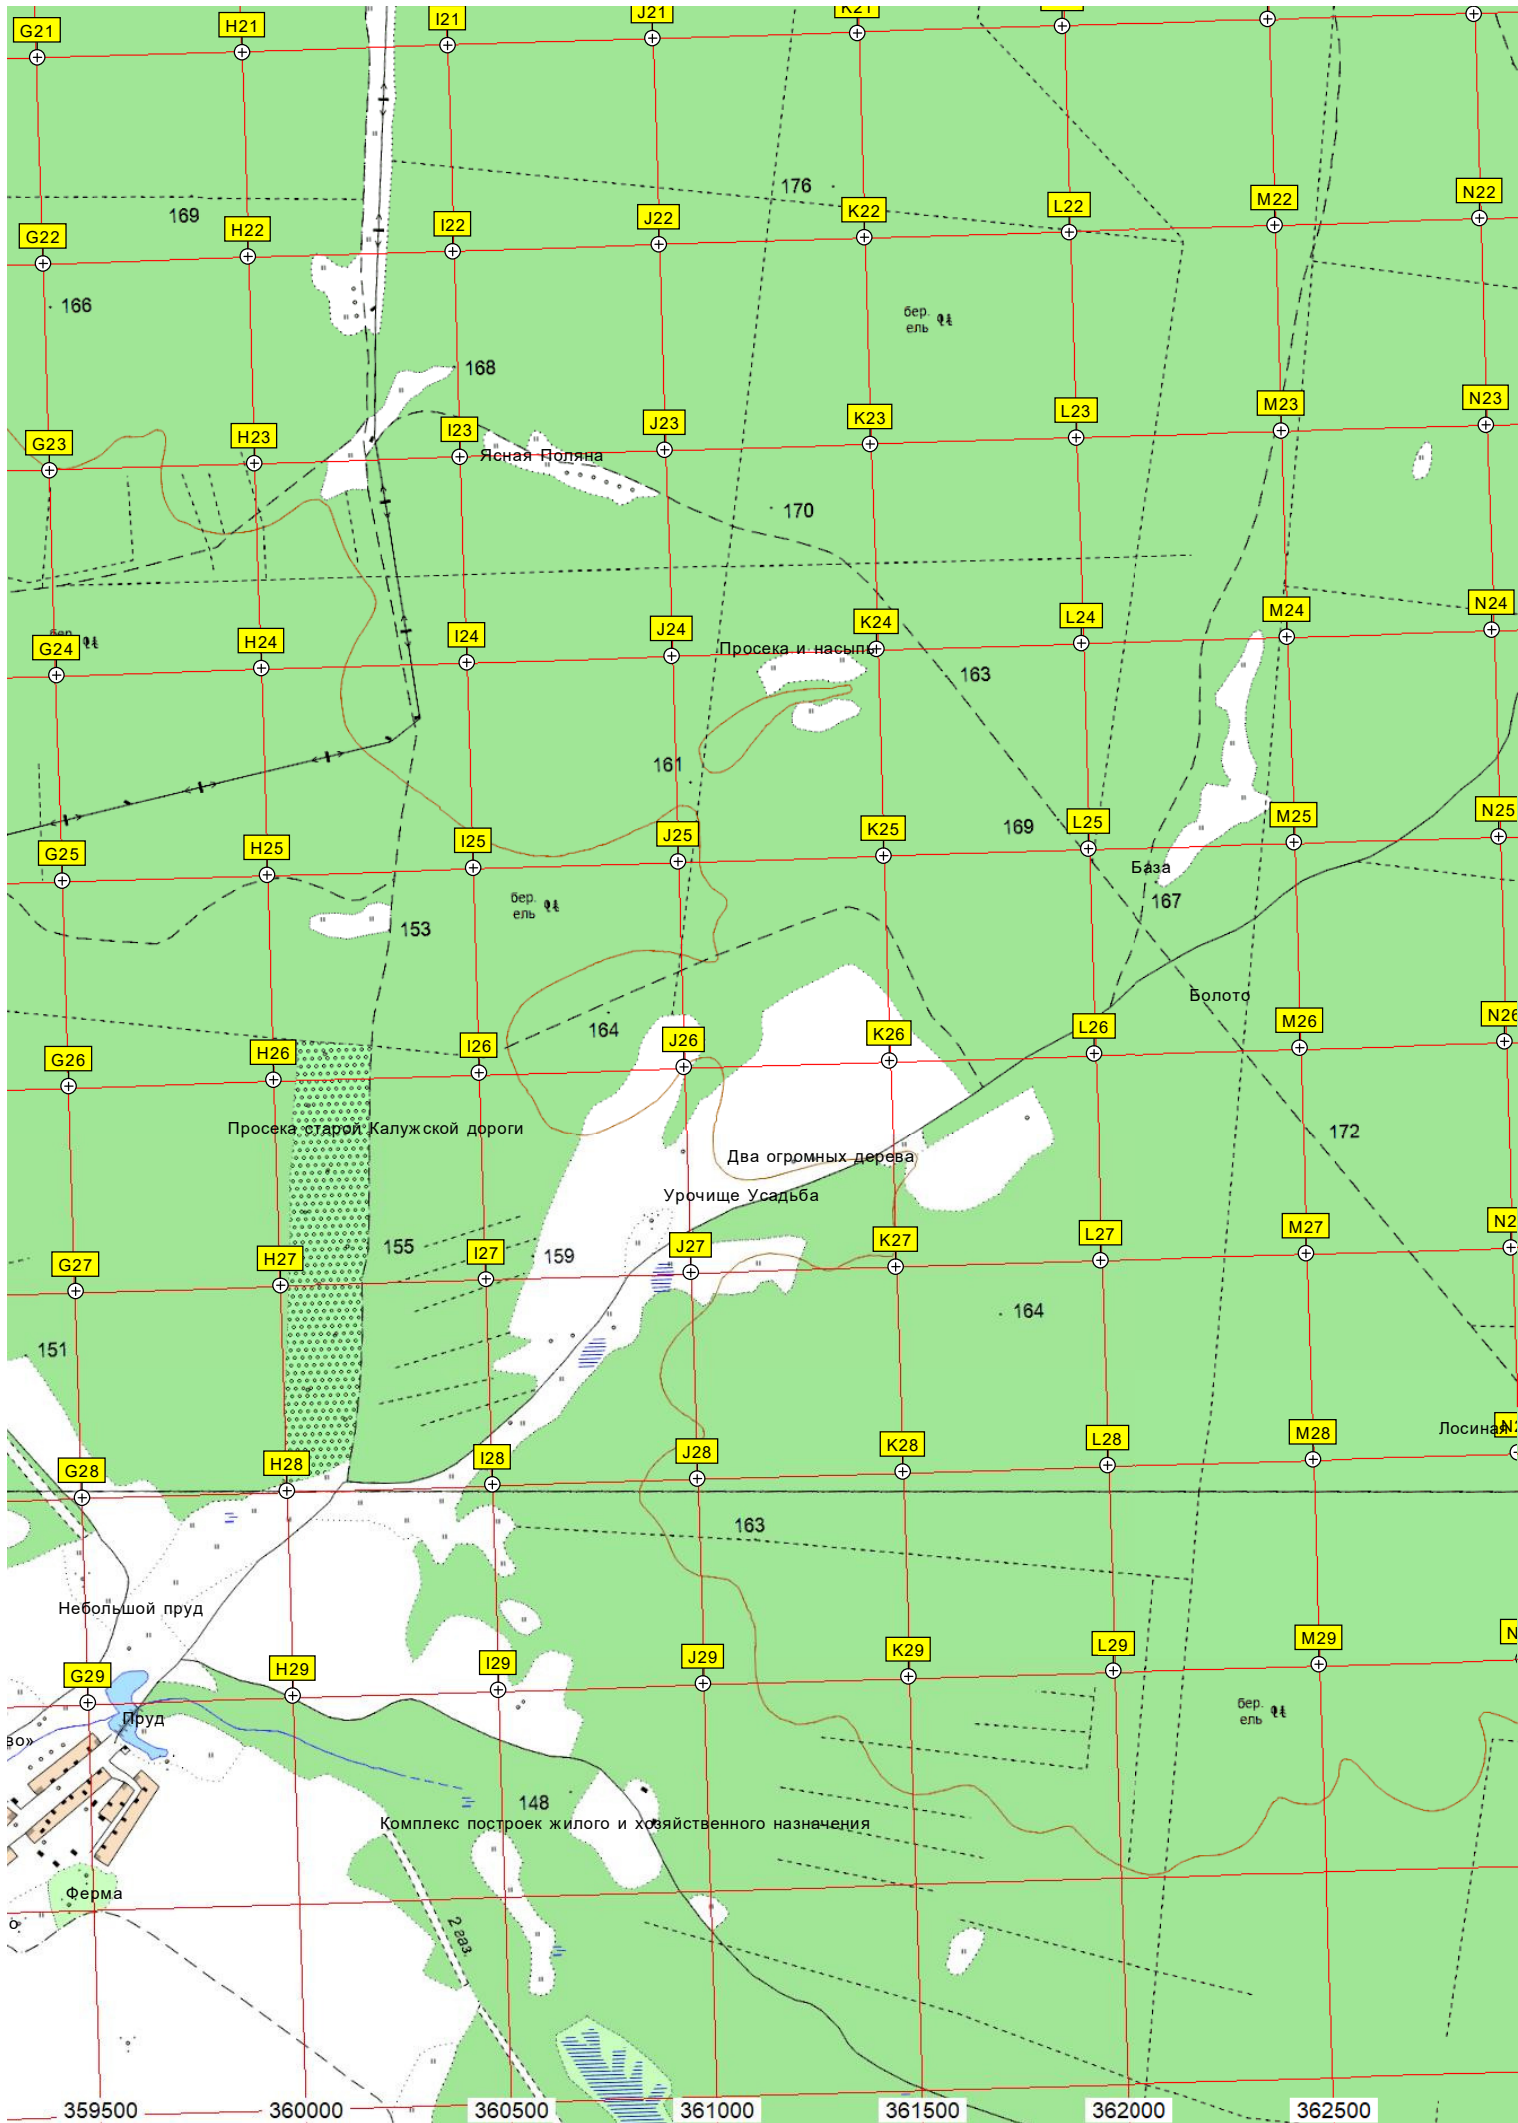 G21
H21
I21
J21
K21
176
169
G22
H22
I22
J22
K22
L22
M22
N22
166
бер.
ель
168
G23
H23
I23
J23
K23
L23
M23
N23
Ясная Поляна
170
бер.
G24
H24
I24
J24
K24
L24
M24
N24
Просека и насыпь
163
161
G25
H25
I25
J25
K25
169
L25
M25
N25
База
167
бер.
ель
153
Болото
164
G26
H26
I26
J26
K26
L26
M26
N26
Просека старой Калужской дороги
172
Два огромных дерева
Урочище Усадьба
155
159
G27
H27
I27
J27
K27
L27
M27
164
151
G28
H28
I28
J28
K28
L28
M28
Лосиная
163
Небольшой пруд
G29
H29
I29
J29
K29
L29
M29
бер.
ель
Пруд
во»
148
Комплекс построек жилого и хозяйственного назначения
Ферма
о
2 газ.
359500
360000
360500
361000
361500
362000
362500